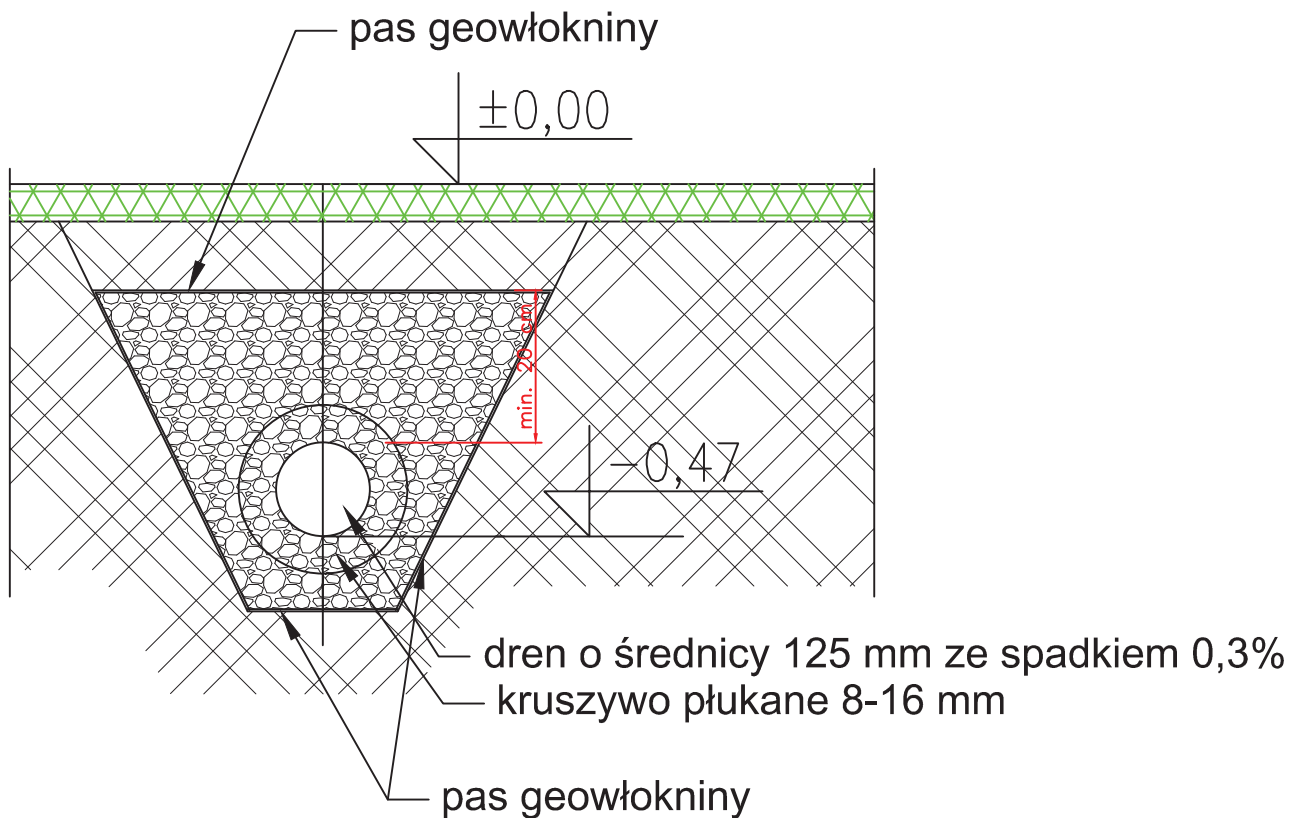 pas geowłokniny
±0,00
min. 20 cm
-0,47
dren o średnicy 125 mm ze spadkiem 0,3%
kruszywo płukane 8-16 mm
pas geowłokniny